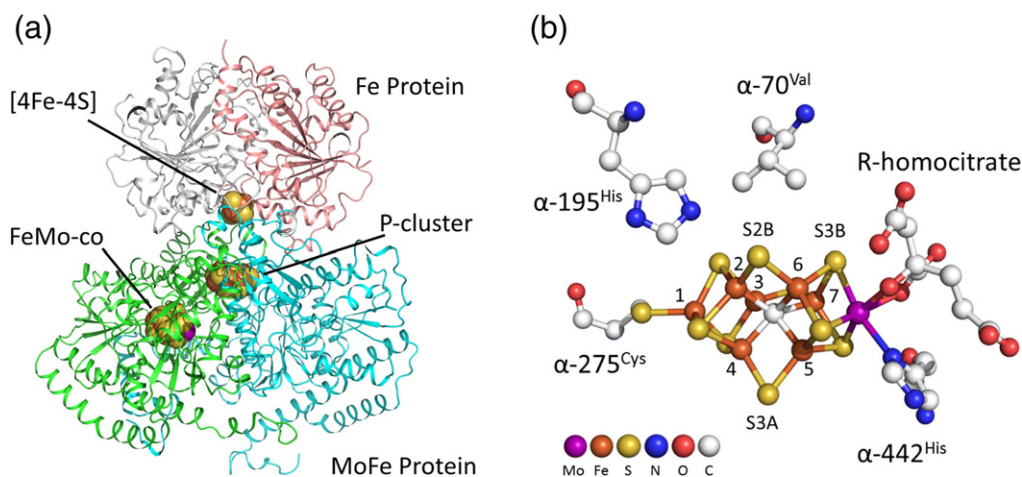 (a)
Fe Protein
[4Fe-4S]
FeMo-co
P-cluster
MoFe Protein
(b)
α-70Val
R-homocitrate
α-195His
S2B
S3B
2
6
3
1
7
α-275Cys
4
5
S3A
α-442His
Mo Fe S N O C